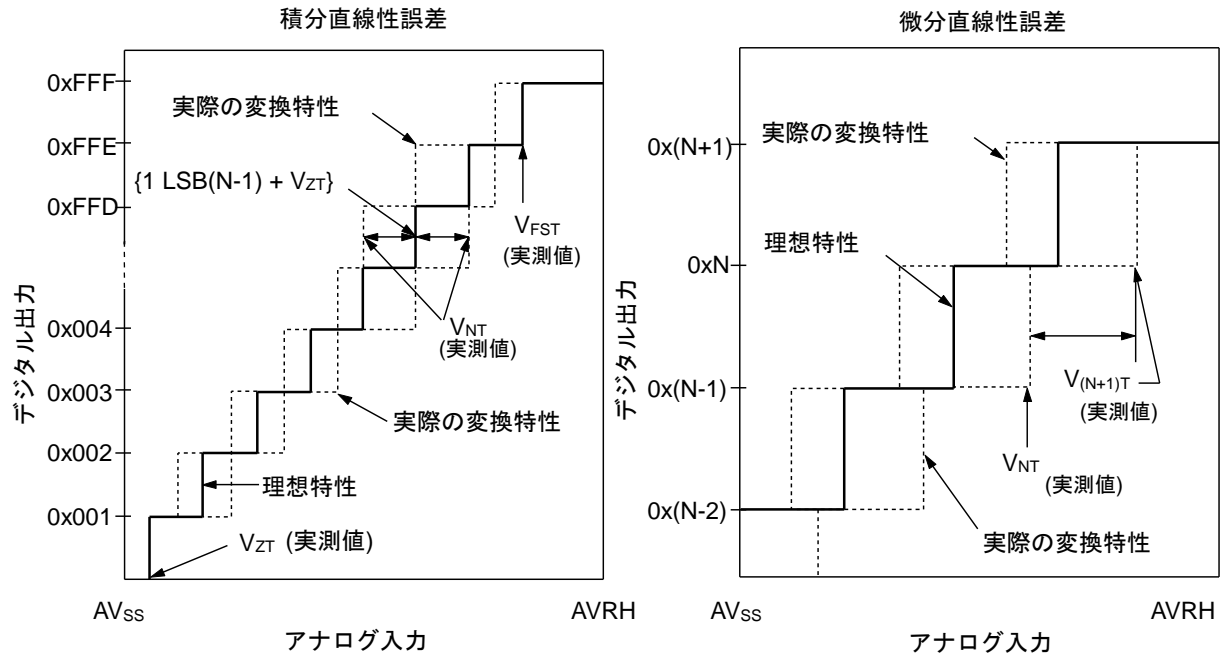 積分直線性誤差
0xFFF
0xFFE
0xFFD
0x004
0x003
0x002
0x001
デジタル出力
実際の変換特性
{1 LSB(N-1) + VZT}
VFST
(実測値)
VNT
(実測値)
実際の変換特性
理想特性
VZT (実測値)
AVSS
AVRH
アナログ入力
微分直線性誤差
0x(N+1)
0xN
0x(N-1)
0x(N-2)
デジタル出力
実際の変換特性
理想特性
V(N+1)T
(実測値)
VNT
(実測値)
実際の変換特性
AVSS
AVRH
アナログ入力